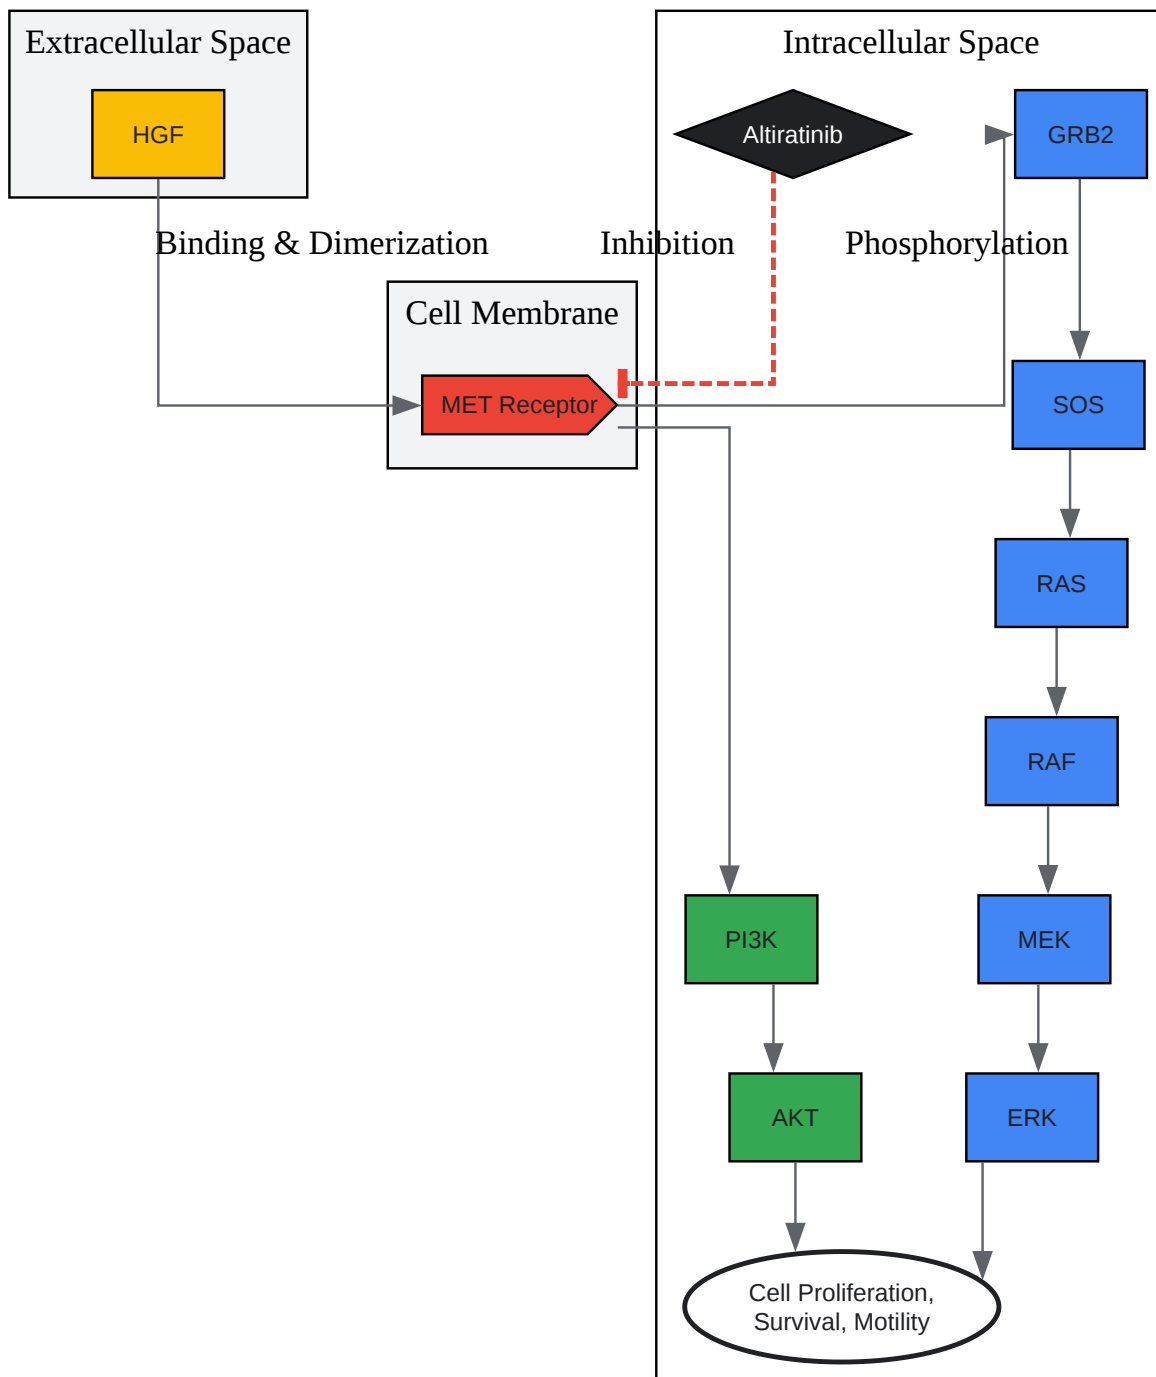 Extracellular Space
Intracellular Space
HGF
Altiratinib
GRB2
Binding & Dimerization
Inhibition
Phosphorylation
Cell Membrane
MET Receptor
SOS
RAS
RAF
PI3K
MEK
AKT
ERK
Cell Proliferation,
Survival, Motility